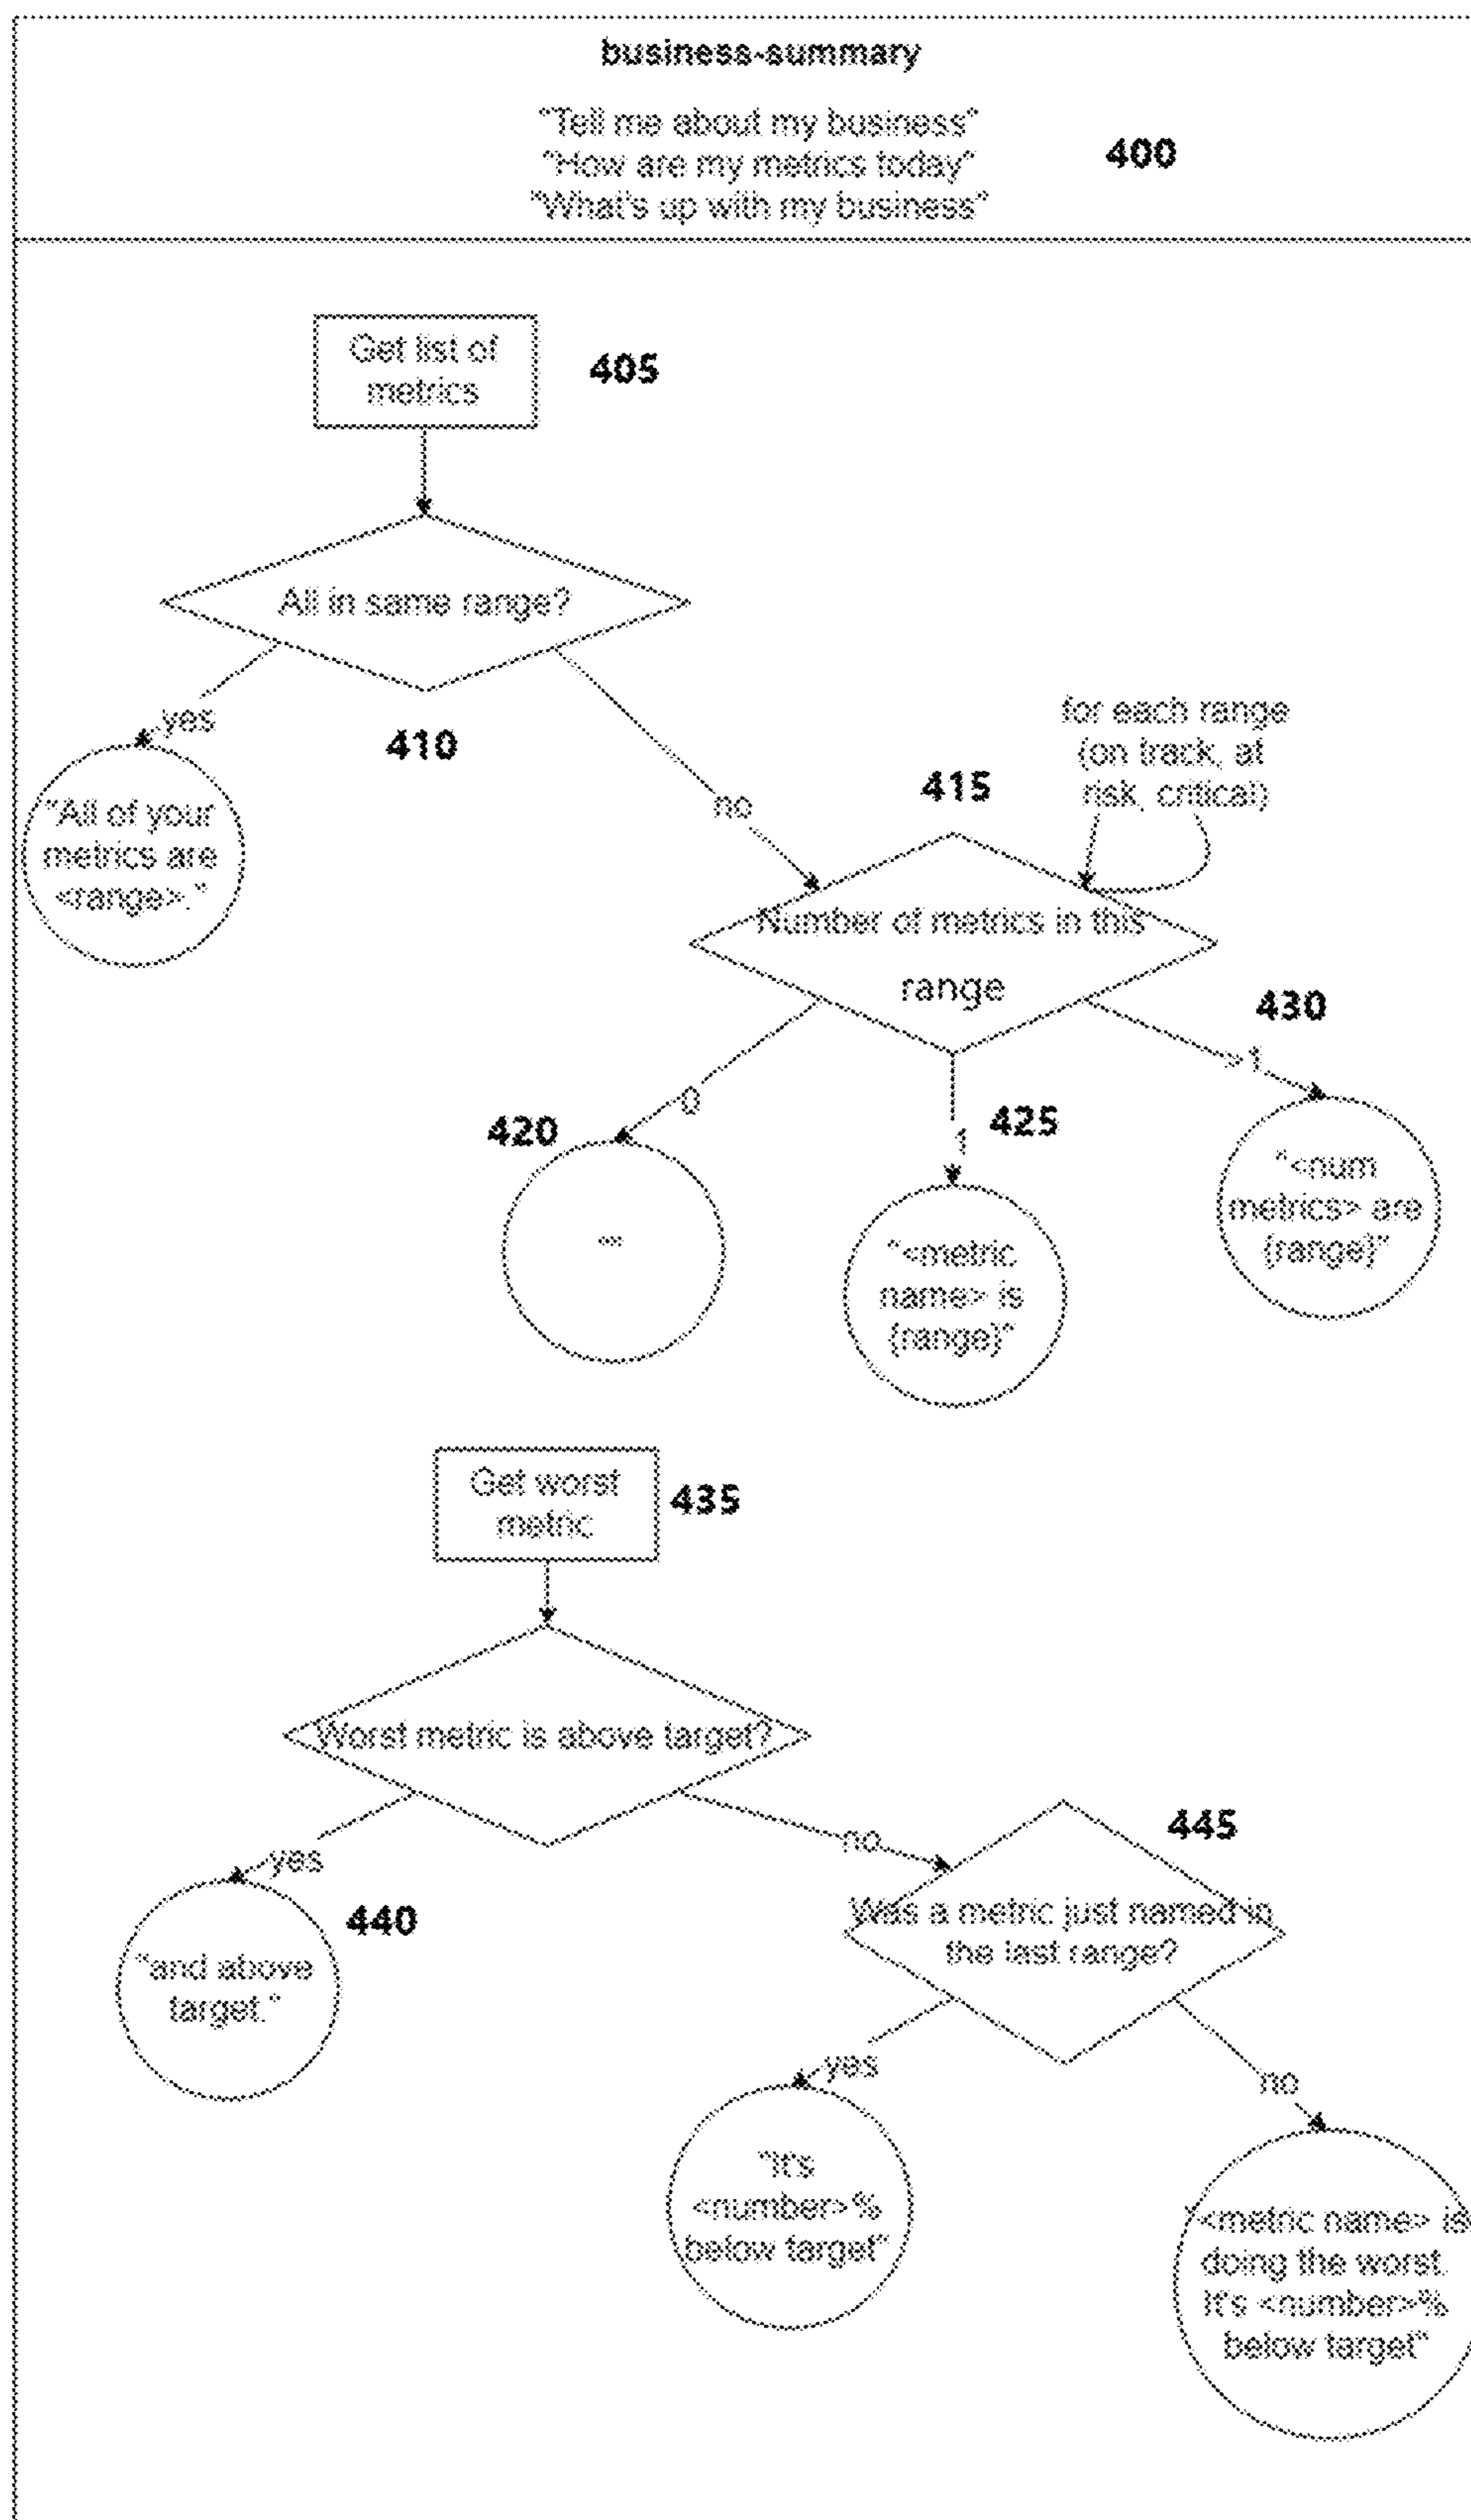 business-summary
"Tell me about my business"
"How are my metrics today"
"What's up with my business"
400
Get list of
metrics
405
All in same range?
yes
410
no
"All of your
metrics are
<range>."
for each range
(on track, at
risk, critical)
415
Number of metrics in this
range
430
>1
0
420
425
1
""
"<metric
name> is
{range}"
"<num
metrics> are
{range}"
Get worst
metric
435
Worst metric is above target?
yes
no
440
445
"and above
target."
Was a metric just named in
the last range?
yes
no
"It's
<number>%
below target"
"<metric name> is
doing the worst.
It's <number>%
below target"